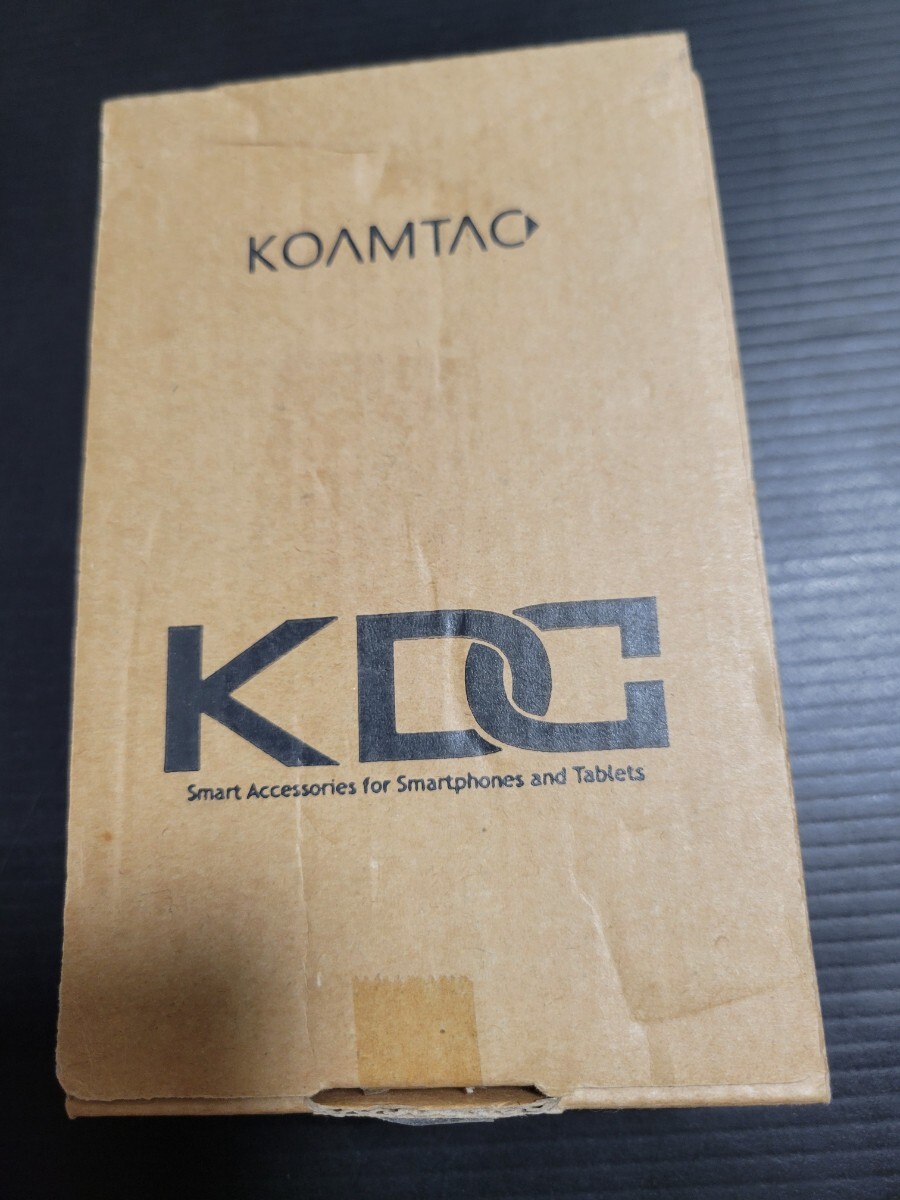 KOAMTAC
KDC
Smart Accessories for Smartphones and Tablets